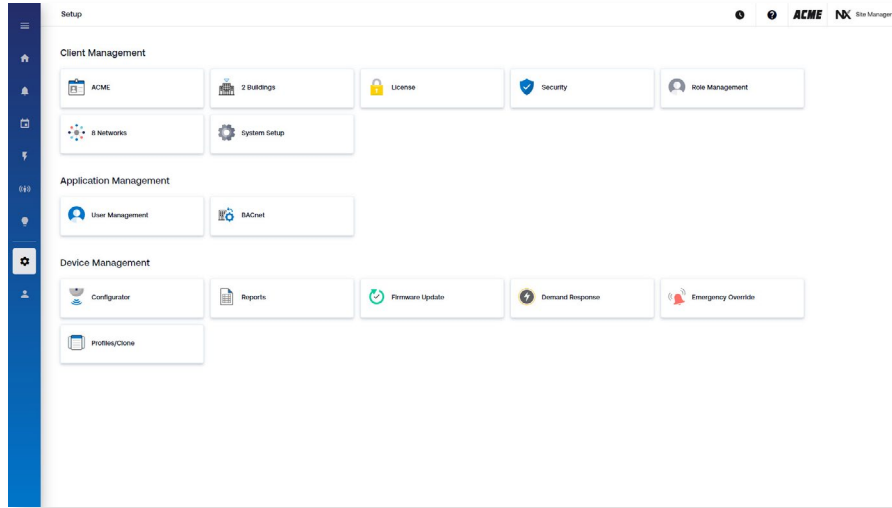 Setup
ACME
NX Site Manager
Client Management
ACME
2 Buildings
License
Security
Role Management
8 Networks
System Setup
Application Management
User Management
BACnet
Device Management
Configurator
Reports
Firmware Update
Demand Response
Emergency Override
Profiles/Clone